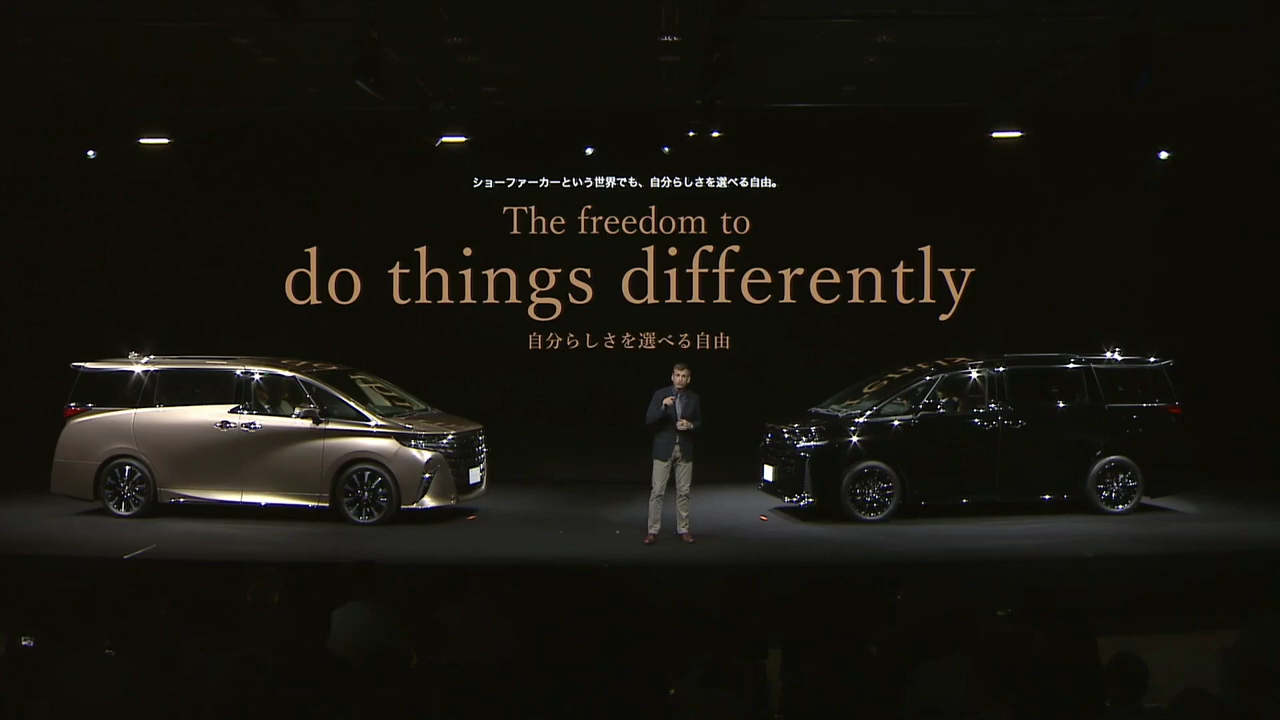 ショーファーカーという世界でも、自分らしさを選べる自由。
The freedom to
do things differently
自分らしさを選べる自由